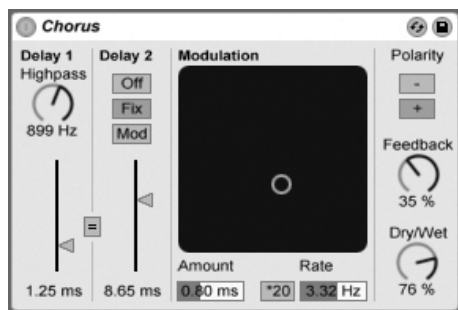 Chorus
Delay 1
Highpass
899 Hz
=
1.25 ms
Delay 2
Off
Fix
Mod
8.65 ms
Modulation
Amount
0.80 ms
*20
Rate
3.32 Hz
Polarity
-
+
Feedback
35 %
Dry/Wet
76 %